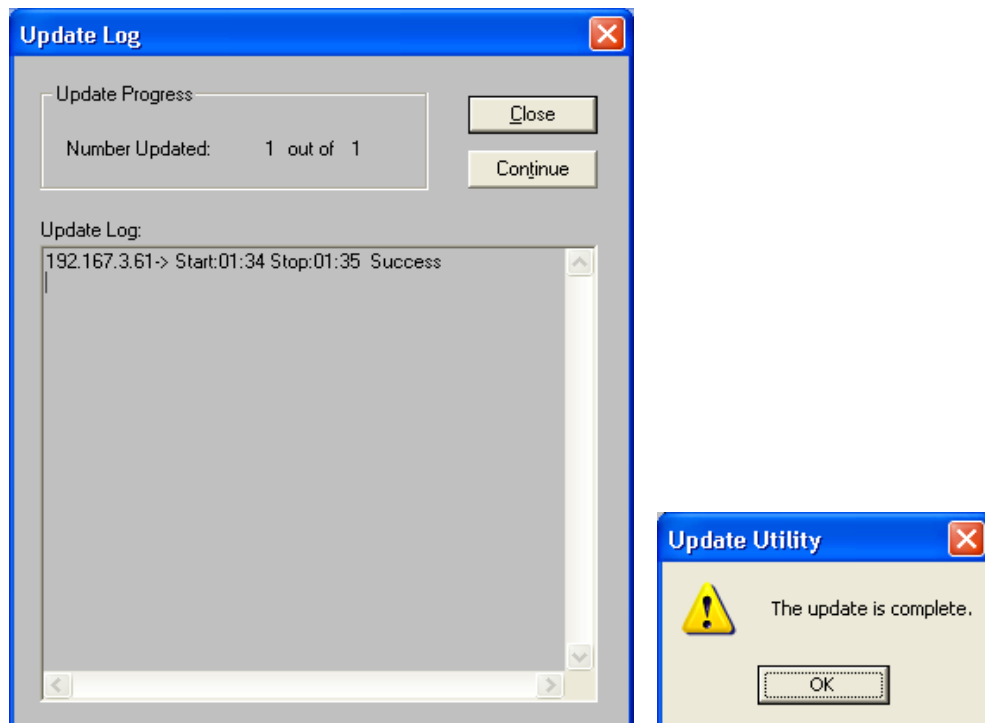 Update Log
Update Progress
Close
Number Updated: 1 out of 1
Continue
Update Log:
192.167.3.61-> Start:01:34 Stop:01:35 Success
Update Utility
The update is complete.
OK